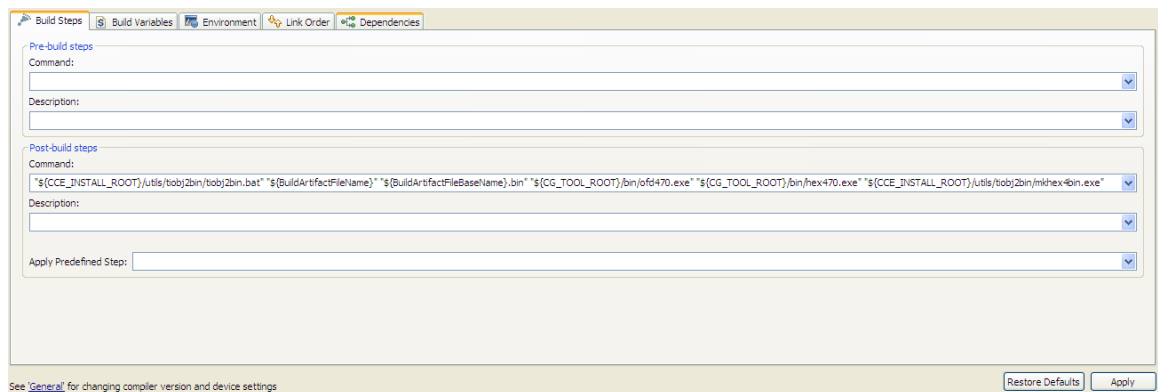 Build Steps Build Variables Environment Link Order Dependencies
Pre-build steps
Command:
Description:
Post-build steps
Command:
"${CCE_INSTALL_ROOT}/utils/tiobj2bin/tiobj2bin.bat" "${BuildArtifactFileName}" "${BuildArtifactFileBaseName}.bin" "${CG_TOOL_ROOT}/bin/ofd470.exe" "${CG_TOOL_ROOT}/bin/hex470.exe" "${CCE_INSTALL_ROOT}/utils/tiobj2bin/mkhex4bin.exe"
Description:
Apply Predefined Step:
See 'General' for changing compiler version and device settings
Restore Defaults Apply